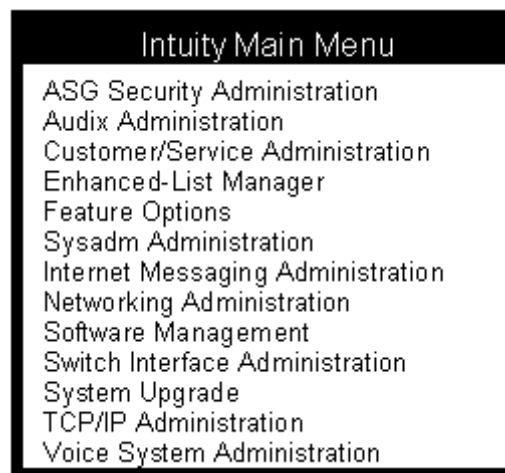 Intuity Main Menu
ASG Security Administration
Audix Administration
Customer/Service Administration
Enhanced-List Manager
Feature Options
Sysadm Administration
Internet Messaging Administration
Networking Administration
Software Management
Switch Interface Administration
System Upgrade
TCP/IP Administration
Voice System Administration